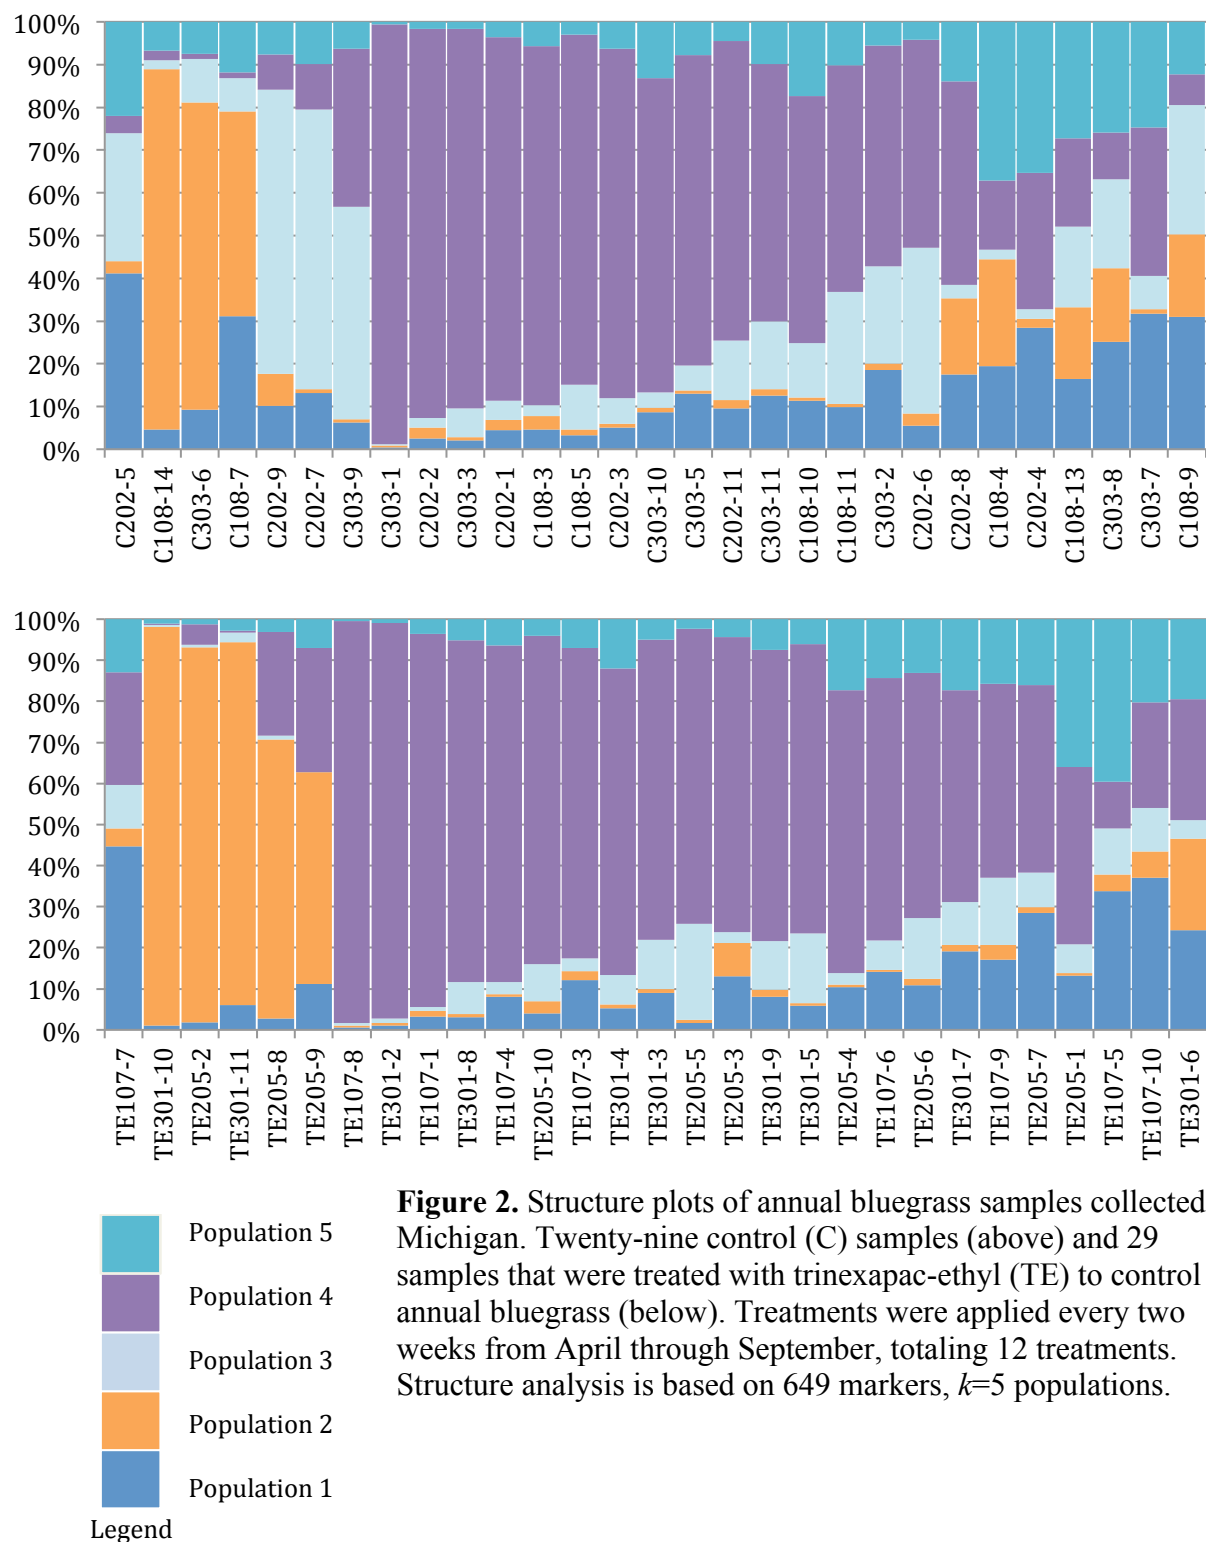 100%
90%
80%
70%
60%
50%
40%
30%
20%
10%
0%
C202-5
C108-14
C303-6
C108-7
C202-9
C202-7
C303-9
C303-1
C202-2
C303-3
C202-1
C108-3
C108-5
C202-3
C303-10
C303-5
C202-11
C303-11
C108-10
C108-11
C303-2
C202-6
C202-8
C108-4
C202-4
C108-13
C303-8
C303-7
C108-9
100%
90%
80%
70%
60%
50%
40%
30%
20%
10%
0%
TE107-7
TE301-10
TE205-2
TE301-11
TE205-8
TE205-9
TE107-8
TE301-2
TE107-1
TE301-8
TE107-4
TE205-10
TE107-3
TE301-4
TE301-3
TE205-5
TE205-3
TE301-9
TE301-5
TE205-4
TE107-6
TE205-6
TE301-7
TE107-9
TE205-7
TE205-1
TE107-5
TE107-10
TE301-6
Population 5
Population 4
Population 3
Population 2
Population 1
Legend
Figure 2. Structure plots of annual bluegrass samples collected
Michigan. Twenty-nine control (C) samples (above) and 29
samples that were treated with trinexapac-ethyl (TE) to control
annual bluegrass (below). Treatments were applied every two
weeks from April through September, totaling 12 treatments.
Structure analysis is based on 649 markers, k=5 populations.